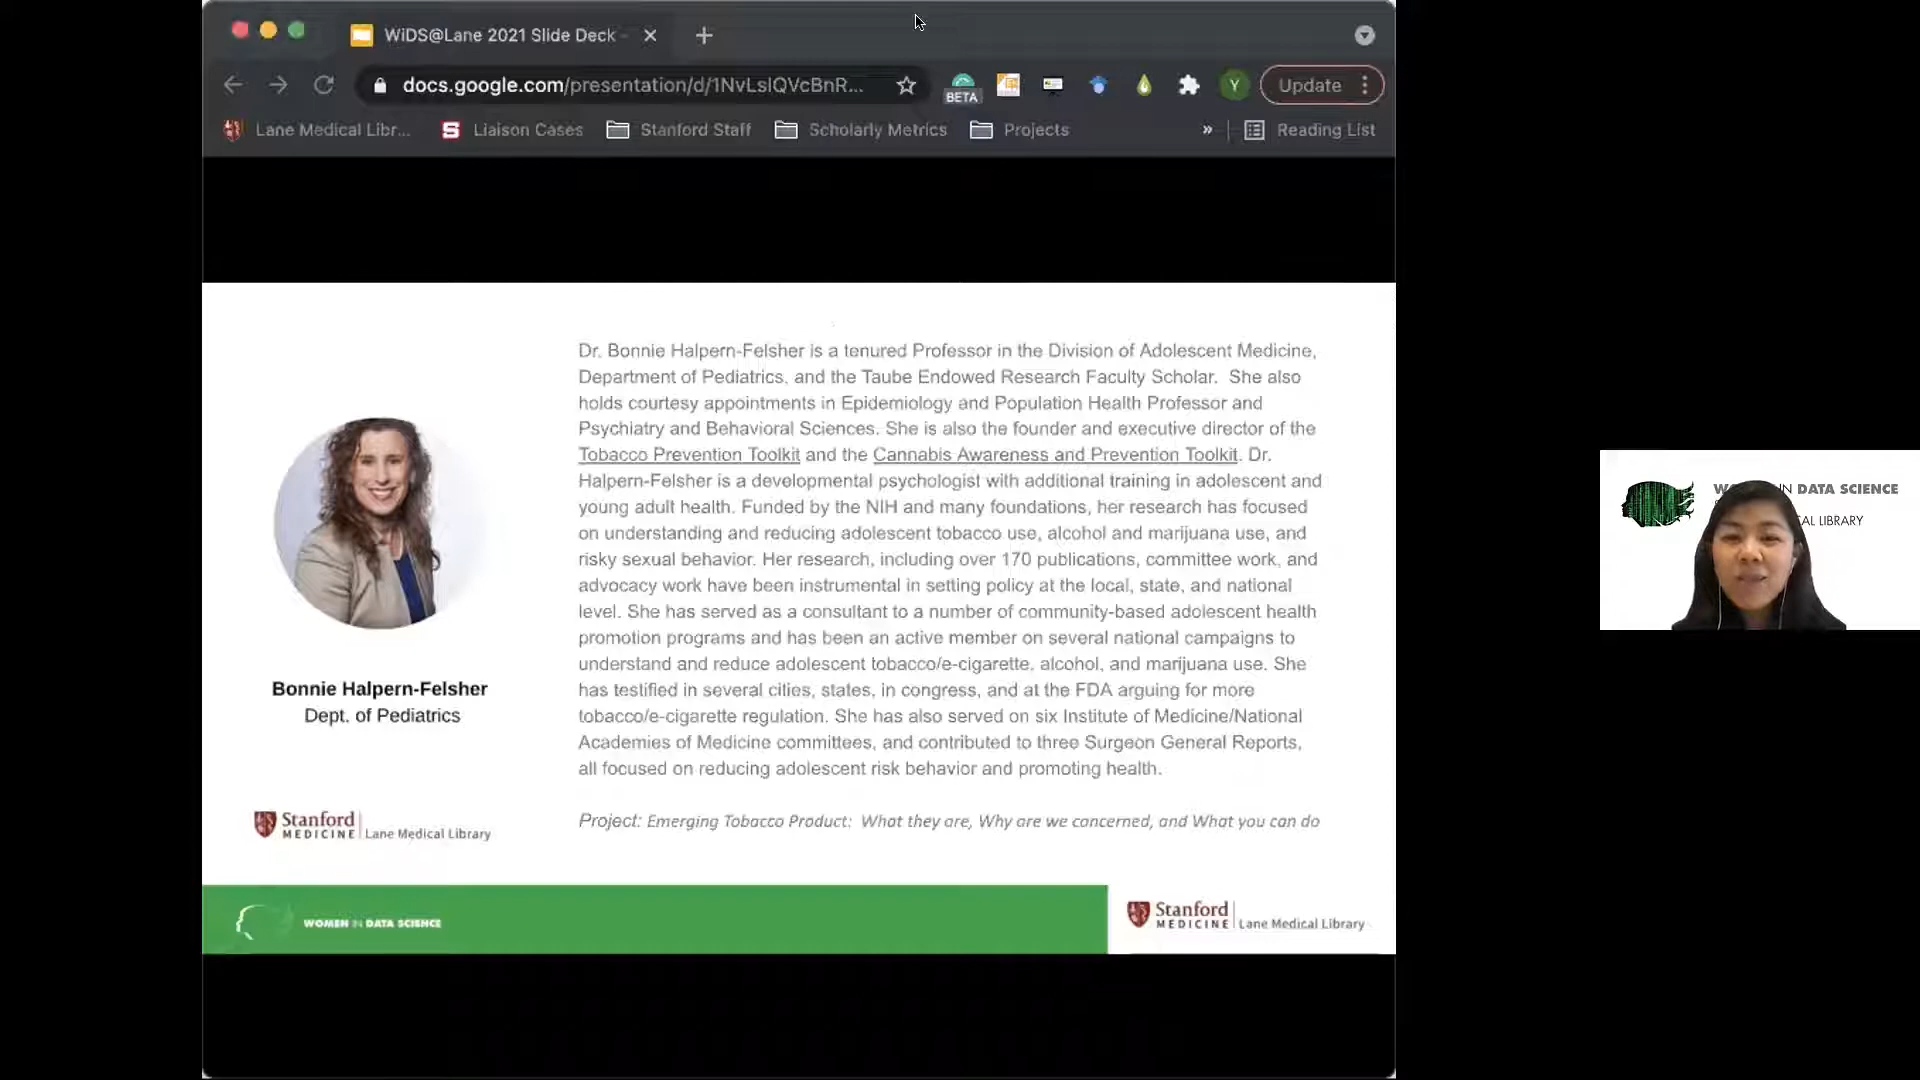 WiDS@Lane 2021 Slide Deck -
docs.google.com/presentation/d/1NvLsIQVcBnR...
BETA
Y
Update
Lane Medical Libr...
Liaison Cases
Stanford Staff
Scholarly Metrics
Projects
»
Reading List
Dr. Bonnie Halpern-Felsher is a tenured Professor in the Division of Adolescent Medicine,
Department of Pediatrics, and the Taube Endowed Research Faculty Scholar. She also
holds courtesy appointments in Epidemiology and Population Health Professor and
Psychiatry and Behavioral Sciences. She is also the founder and executive director of the
Tobacco Prevention Toolkit and the Cannabis Awareness and Prevention Toolkit. Dr.
Halpern-Felsher is a developmental psychologist with additional training in adolescent and
young adult health. Funded by the NIH and many foundations, her research has focused
on understanding and reducing adolescent tobacco use, alcohol and marijuana use, and
risky sexual behavior. Her research, including over 170 publications, committee work, and
advocacy work have been instrumental in setting policy at the local, state, and national
level. She has served as a consultant to a number of community-based adolescent health
promotion programs and has been an active member on several national campaigns to
understand and reduce adolescent tobacco/e-cigarette, alcohol, and marijuana use. She
has testified in several cities, states, in congress, and at the FDA arguing for more
tobacco/e-cigarette regulation. She has also served on six Institute of Medicine/National
Academies of Medicine committees, and contributed to three Surgeon General Reports,
all focused on reducing adolescent risk behavior and promoting health.
Project: Emerging Tobacco Product: What they are, Why are we concerned, and What you can do
Bonnie Halpern-Felsher
Dept. of Pediatrics
Stanford MEDICINE Lane Medical Library
WOMEN IN DATA SCIENCE
Stanford MEDICINE Lane Medical Library
IN DATA SCIENCE
LIBRARY